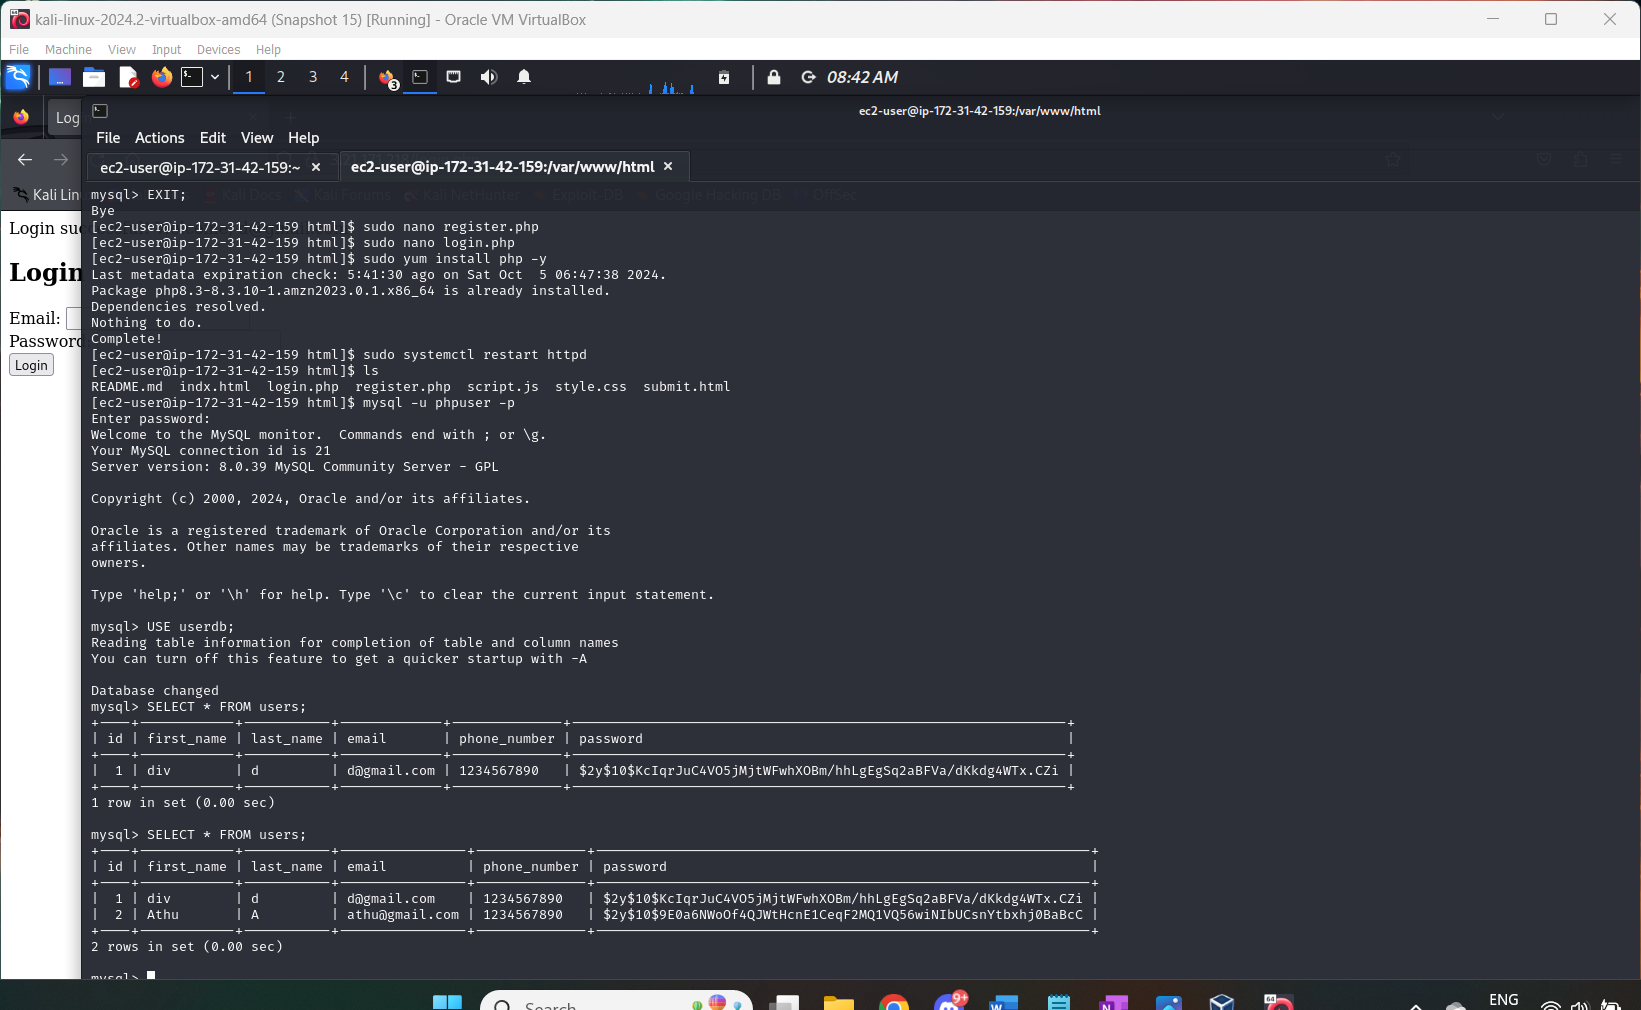 kali-linux-2024.2-virtualbox-amd64 (Snapshot 15) [Running] - Oracle VM VirtualBox
File Machine View Input Devices Help
1 2 3 4 3 08:42 AM
Log
ec2-user@ip-172-31-42-159:/var/www/html
File Actions Edit View Help
ec2-user@ip-172-31-42-159:~ ec2-user@ip-172-31-42-159:/var/www/html
Kali Lin Kali Docs Kali Forums Kali NetHunter Exploit-DB Google Hacking DB OffSec
Login suc
Login
Email:
Password
Login
mysql> EXIT;
Bye
[ec2-user@ip-172-31-42-159 html]$ sudo nano register.php
[ec2-user@ip-172-31-42-159 html]$ sudo nano login.php
[ec2-user@ip-172-31-42-159 html]$ sudo yum install php -y
Last metadata expiration check: 5:41:30 ago on Sat Oct  5 06:47:38 2024.
Package php8.3-8.3.10-1.amzn2023.0.1.x86_64 is already installed.
Dependencies resolved.
Nothing to do.
Complete!
[ec2-user@ip-172-31-42-159 html]$ sudo systemctl restart httpd
[ec2-user@ip-172-31-42-159 html]$ ls
README.md  indx.html  login.php  register.php  script.js  style.css  submit.html
[ec2-user@ip-172-31-42-159 html]$ mysql -u phpuser -p
Enter password:
Welcome to the MySQL monitor.  Commands end with ; or \g.
Your MySQL connection id is 21
Server version: 8.0.39 MySQL Community Server - GPL
Copyright (c) 2000, 2024, Oracle and/or its affiliates.
Oracle is a registered trademark of Oracle Corporation and/or its
affiliates. Other names may be trademarks of their respective
owners.
Type 'help;' or '\h' for help. Type '\c' to clear the current input statement.
mysql> USE userdb;
Reading table information for completion of table and column names
You can turn off this feature to get a quicker startup with -A
Database changed
mysql> SELECT * FROM users;
| id | first_name | last_name | email | phone_number | password |
| 1 | div | d | d@gmail.com | 1234567890 | $2y$10$KcIqrJuC4VO5jMjtWFwhXOBm/hhLgEgSq2aBFVa/dKkdg4WTx.CZi |
1 row in set (0.00 sec)
mysql> SELECT * FROM users;
| id | first_name | last_name | email | phone_number | password |
| 1 | div | d | d@gmail.com | 1234567890 | $2y$10$KcIqrJuC4VO5jMjtWFwhXOBm/hhLgEgSq2aBFVa/dKkdg4WTx.CZi |
| 2 | Athu | A | athu@gmail.com | 1234567890 | $2y$10$9E0a6NWoOf4QJWtHcnE1CeqF2MQ1VQ56wiNIbUCsnYtbxhj0BaBcC |
2 rows in set (0.00 sec)
mysql>
Search 9+ 64 ENG